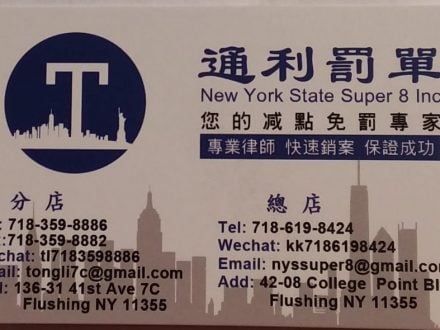 T
通利罰單
New York State Super 8 Inc
您的减點免罰專家
專業律師 快速銷案 保證成功
分店
: 718-359-8886
:718-359-8882
chat: tl7183598886
ail: tongli7c@gmail.com
: 136-31 41st Ave 7C
Flushing NY 11355
總店
Tel: 718-619-8424
Wechat: kk7186198424
Email: nyssuper8@gmail.com
Add: 42-08 College Point Bl
Flushing NY 11355